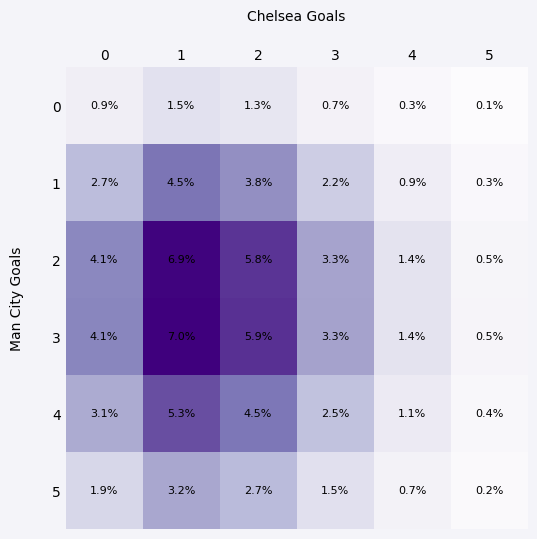 Chelsea Goals
0 1 2 3 4 5
0 0.9% 1.5% 1.3% 0.7% 0.3% 0.1%
1 2.7% 4.5% 3.8% 2.2% 0.9% 0.3%
2 4.1% 6.9% 5.8% 3.3% 1.4% 0.5%
Man City Goals
3 4.1% 7.0% 5.9% 3.3% 1.4% 0.5%
4 3.1% 5.3% 4.5% 2.5% 1.1% 0.4%
5 1.9% 3.2% 2.7% 1.5% 0.7% 0.2%